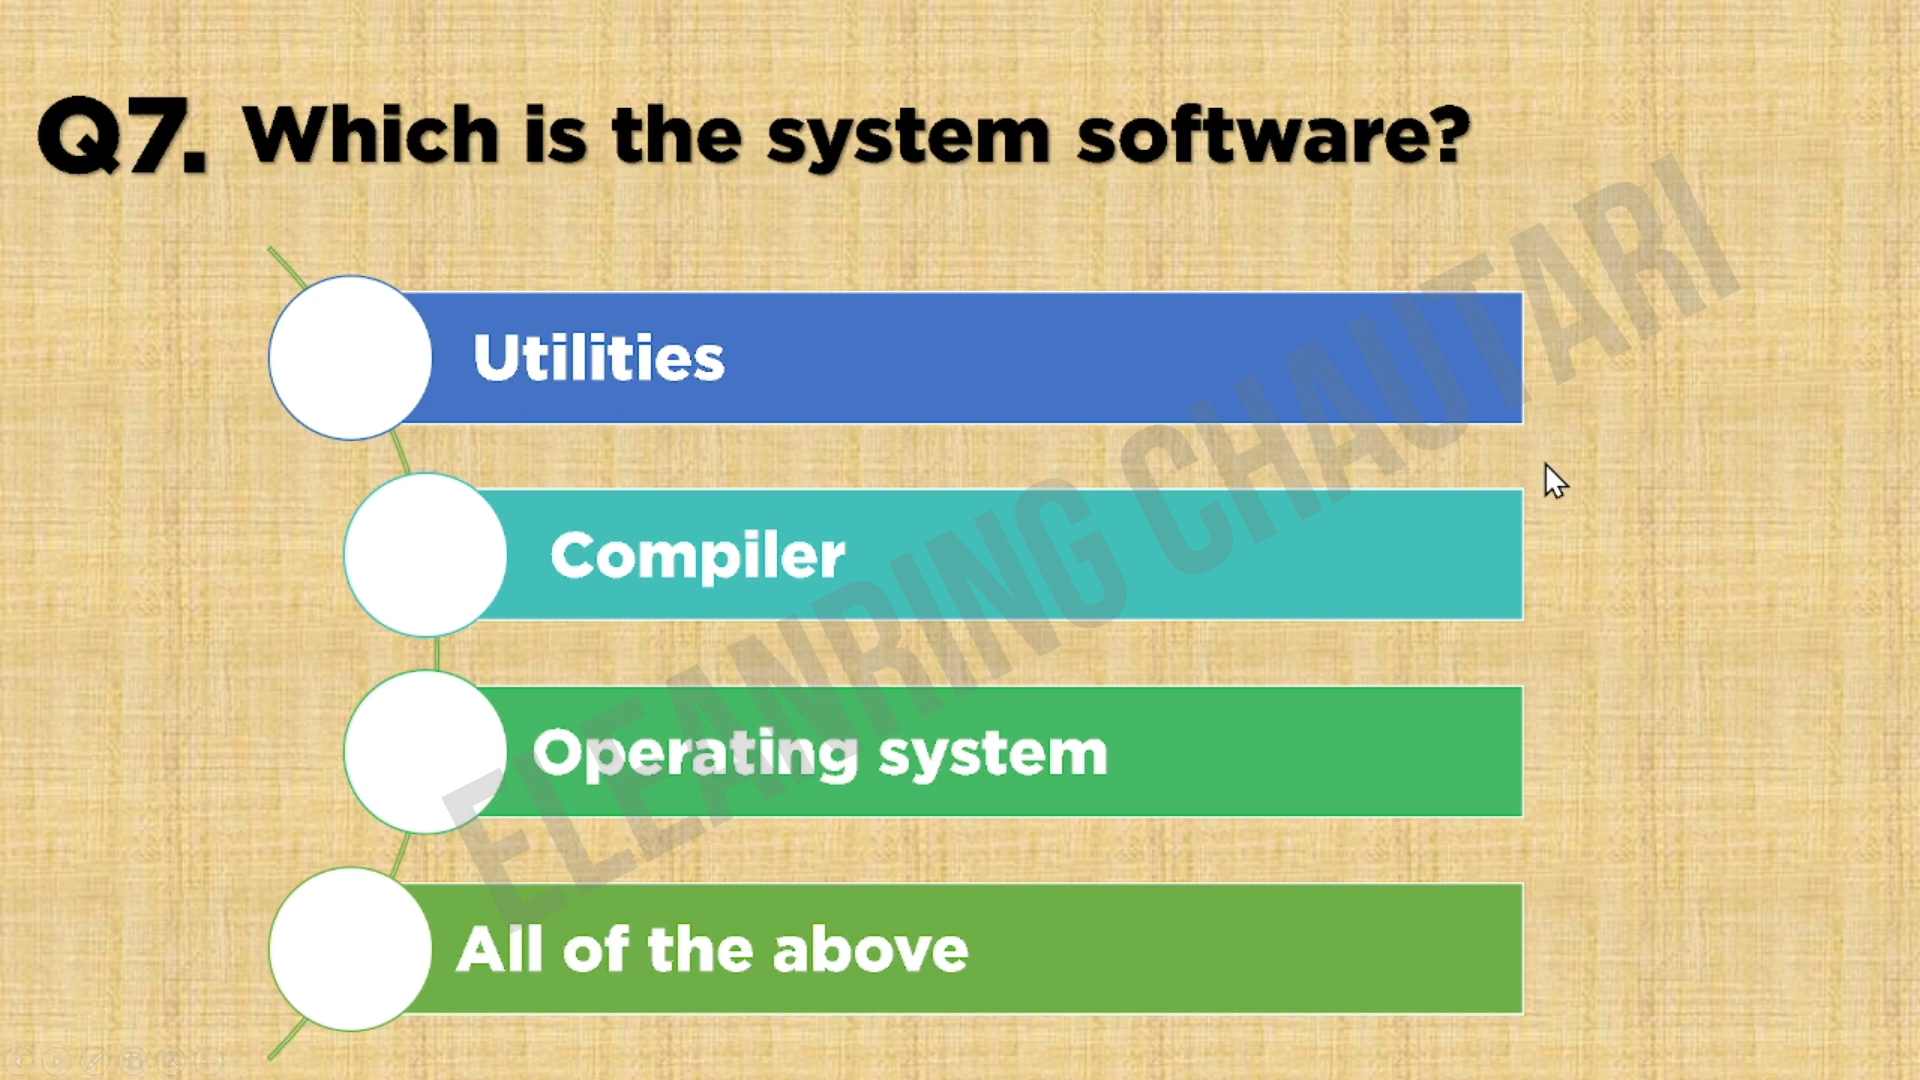 Q7. Which is the system software?
Utilities
Compiler
Operating system
All of the above
ELEANRING CHAUTARI